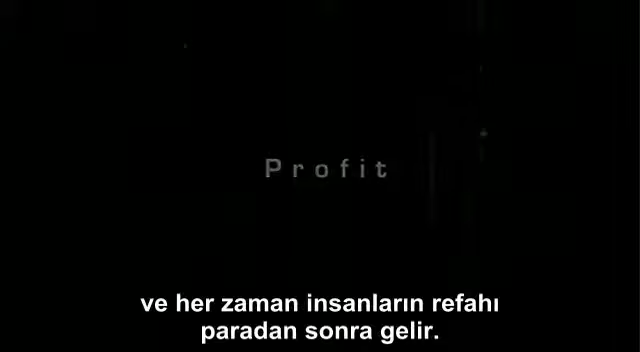 Profit
ve her zaman insanların refahı
paradan sonra gelir.